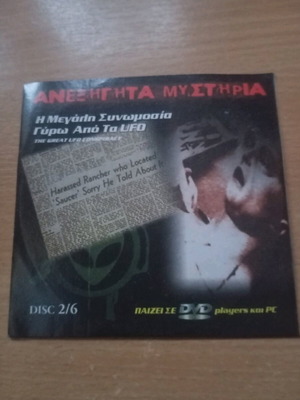 ΑΝΕΞΗΓΗΤΑ ΜΥΣΤΗΡΙΑ
Η Μεγάλη Συνωμοσία
Γύρω Από Τα UFO
THE GREAT UFO CONSPIRACY
Harassed Rancher who Located
'Saucer' Sorry He Told About It
DISC 2/6
ΠΑΙΖΕΙ ΣΕ DVD players και PC